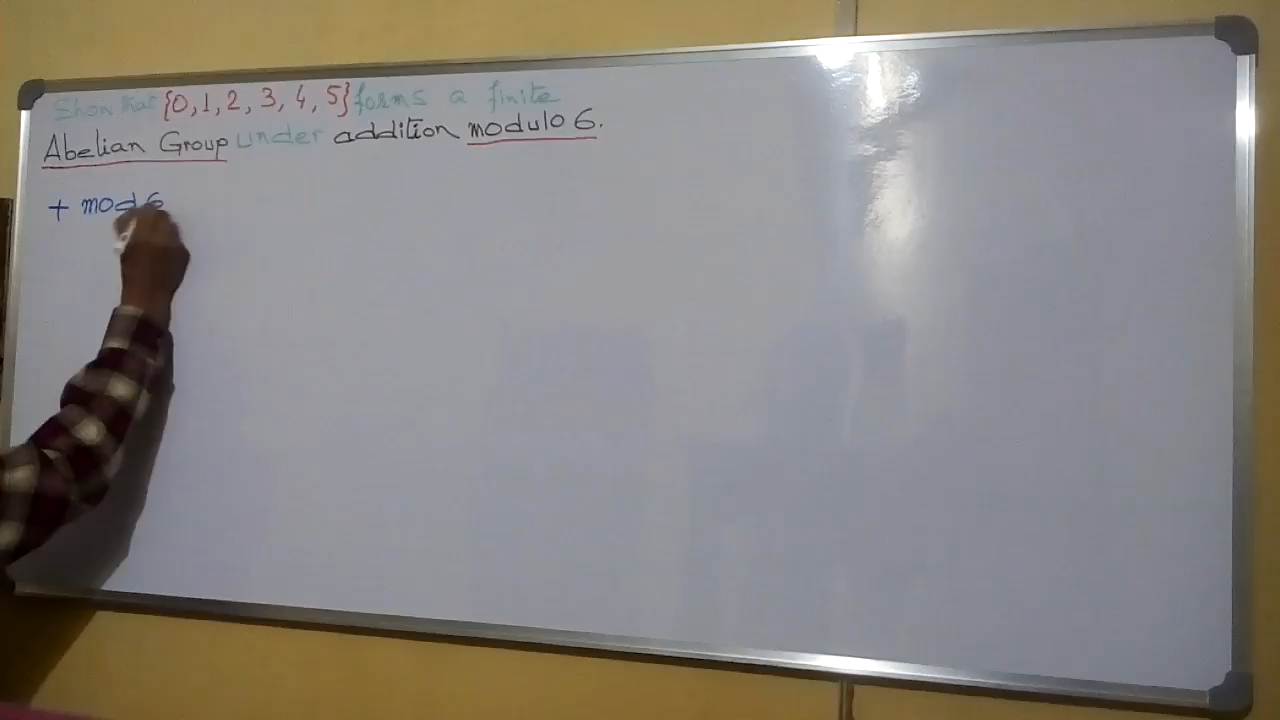 Show that {0, 1, 2, 3, 4, 5} forms a finite
Abelian Group under addition modulo 6.
+ mod 6